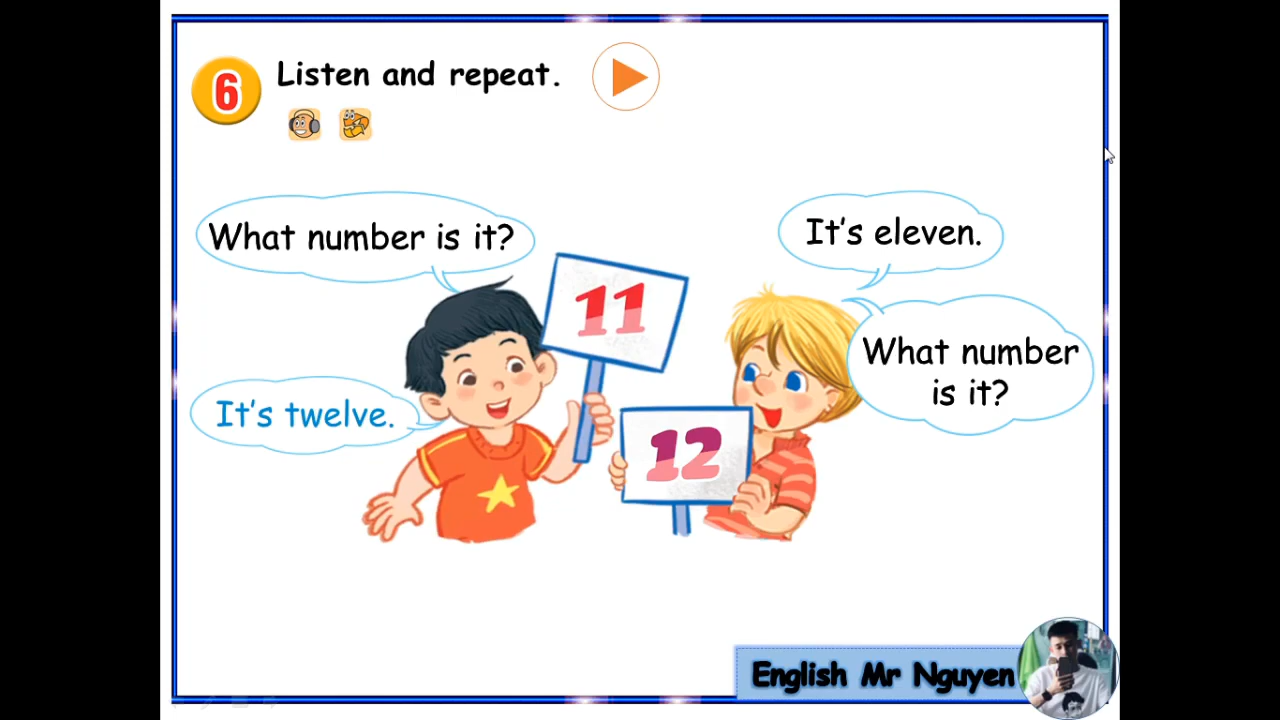 6
Listen and repeat.
What number is it?
It's eleven.
11
What number
is it?
It's twelve.
12
English Mr Nguyen